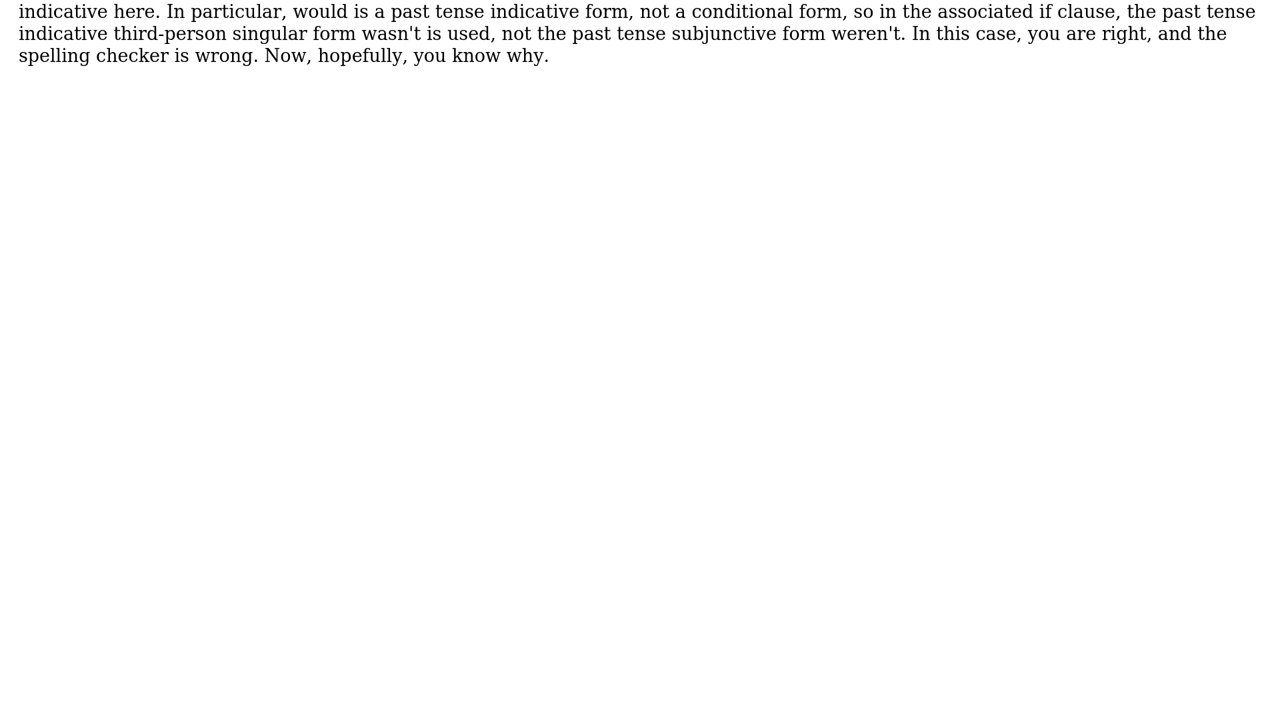 indicative here. In particular, would is a past tense indicative form, not a conditional form, so in the associated if clause, the past tense
indicative third-person singular form wasn't is used, not the past tense subjunctive form weren't. In this case, you are right, and the
spelling checker is wrong. Now, hopefully, you know why.